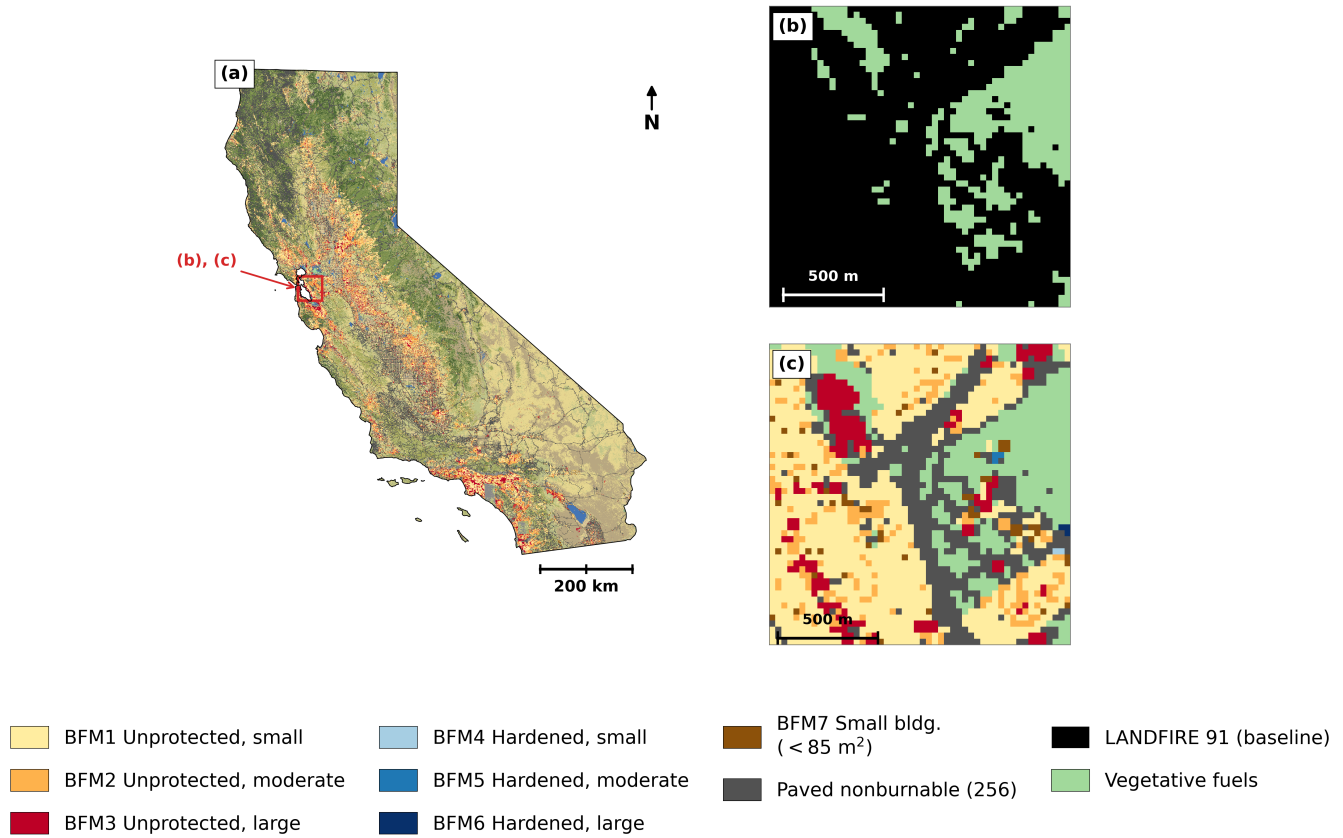 (a)
N
(b), (c)
200 km
(b)
500 m
(c)
500 m
BFM1 Unprotected, small
BFM2 Unprotected, moderate
BFM3 Unprotected, large
BFM4 Hardened, small
BFM5 Hardened, moderate
BFM6 Hardened, large
BFM7 Small bldg.
(< 85 m²)
Paved nonburnable (256)
LANDFIRE 91 (baseline)
Vegetative fuels